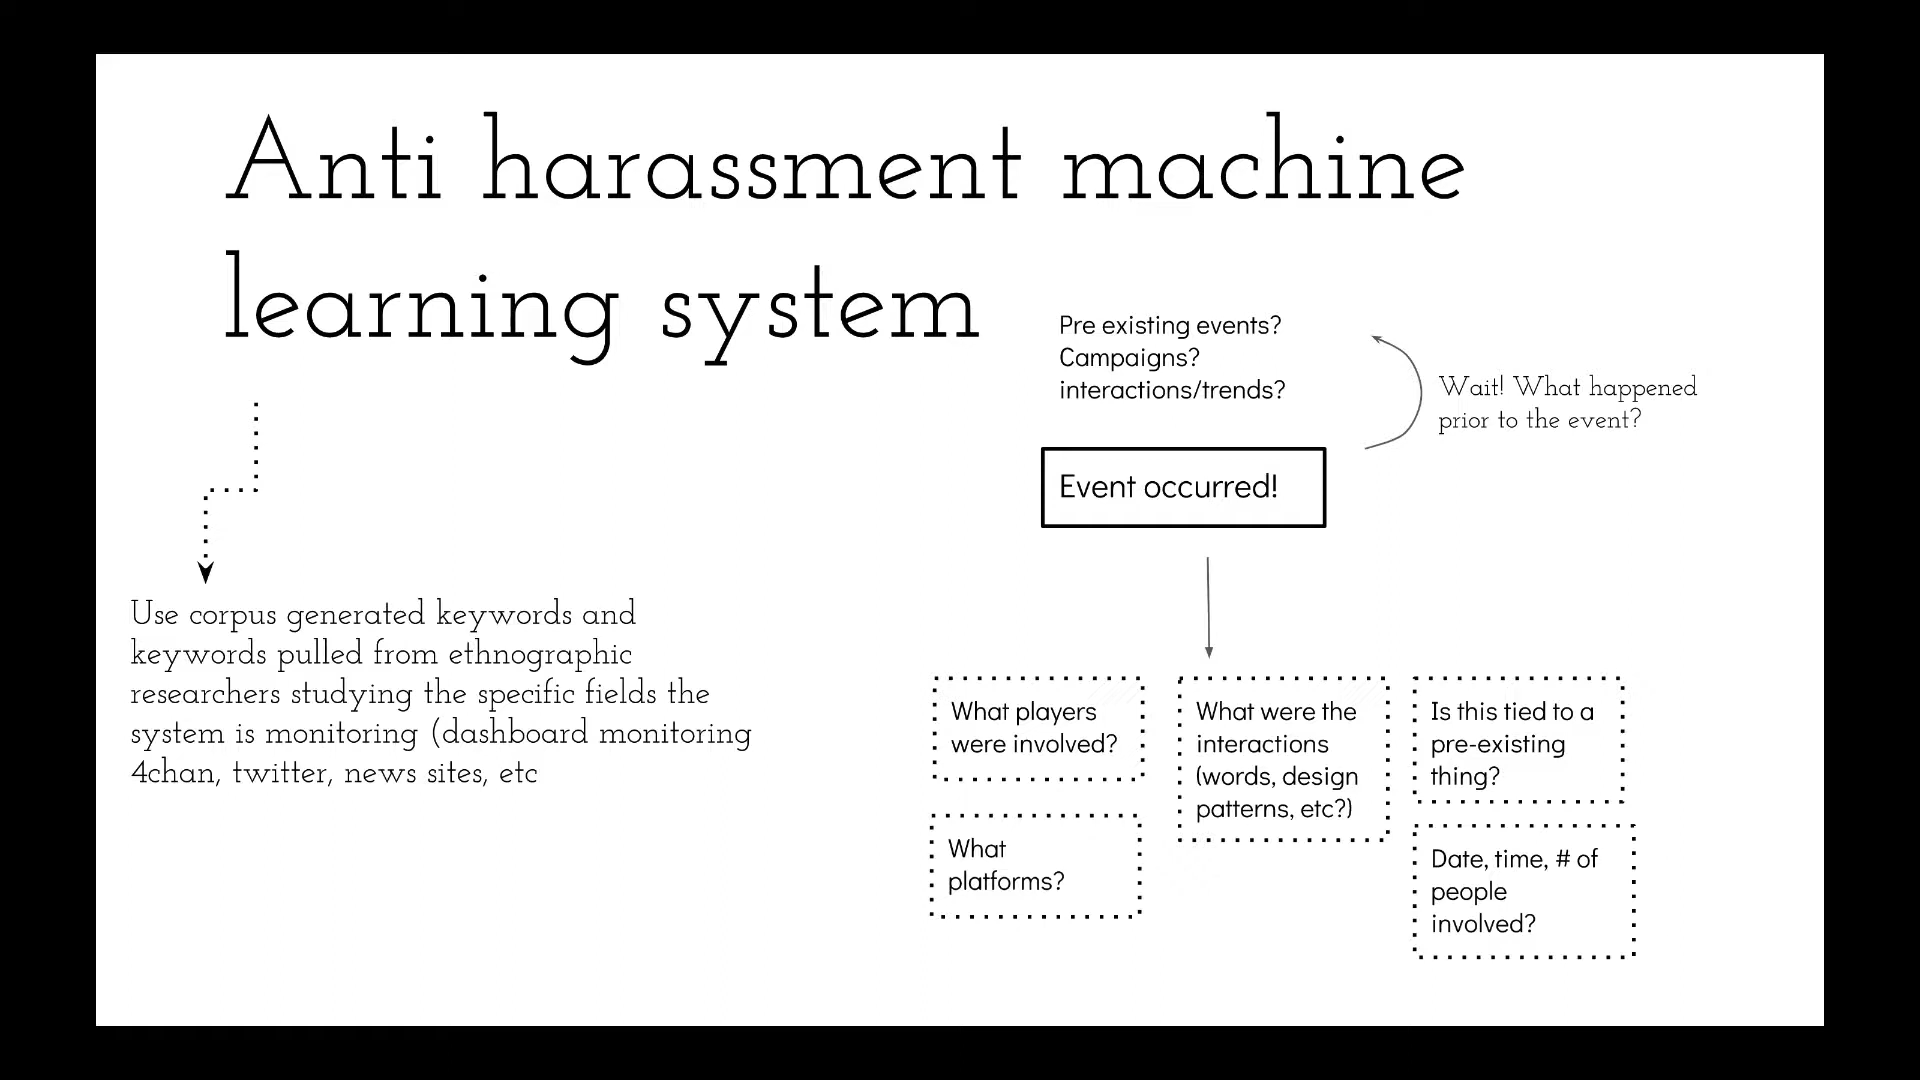 Anti harassment machine
learning system
Pre existing events?
Campaigns?
interactions/trends?
Wait! What happened
prior to the event?
Event occurred!
Use corpus generated keywords and
keywords pulled from ethnographic
researchers studying the specific fields the
system is monitoring (dashboard monitoring
4chan, twitter, news sites, etc
What players
were involved?
What were the
interactions
(words, design
patterns, etc?)
Is this tied to a
pre-existing
thing?
What
platforms?
Date, time, # of
people
involved?